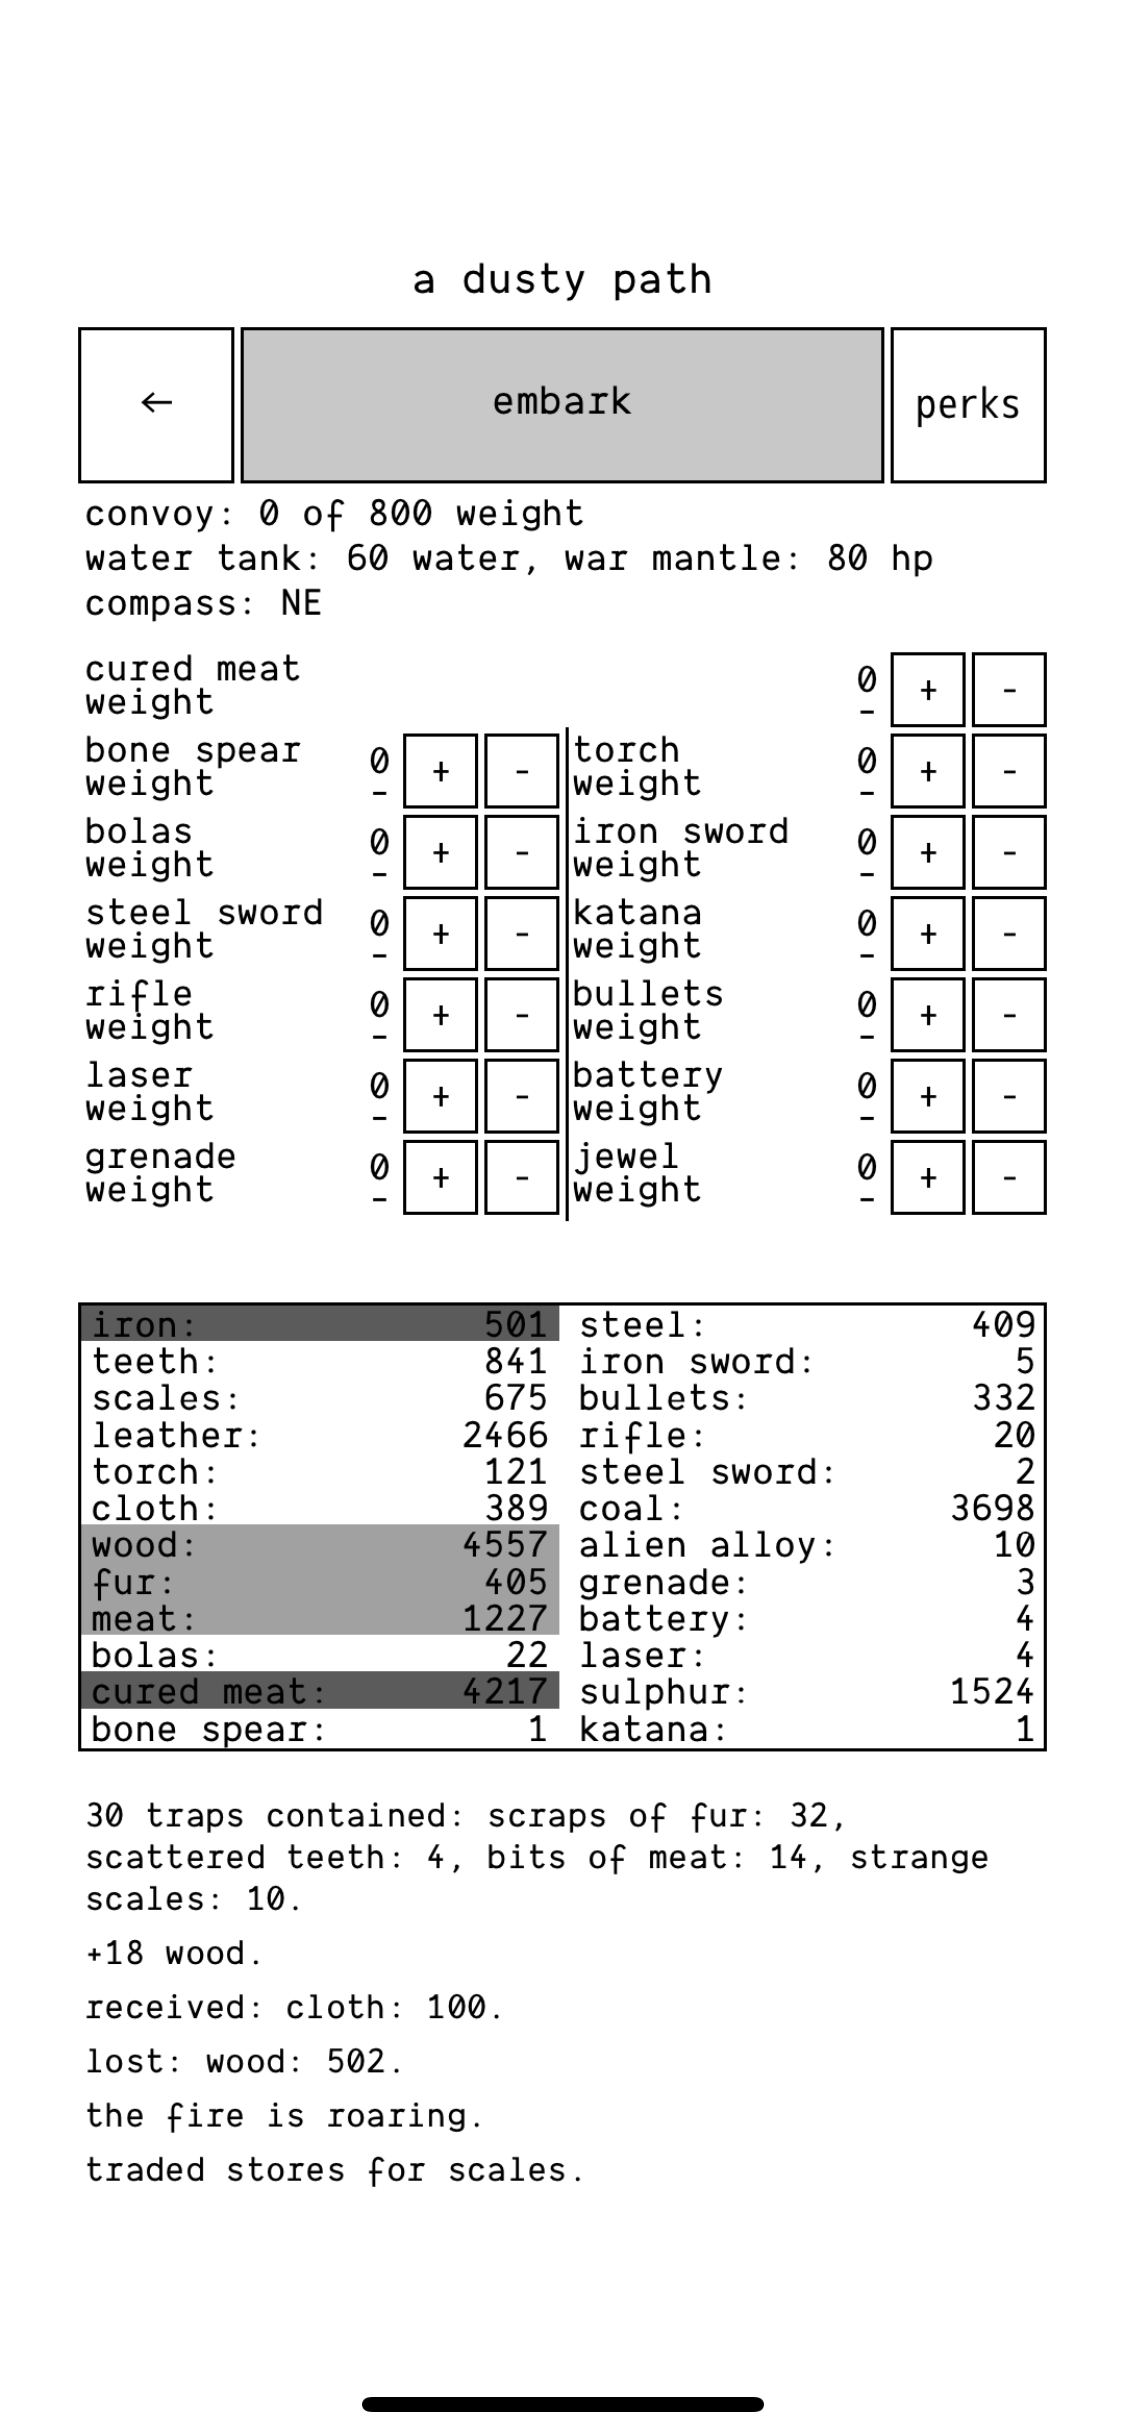 a dusty path
← embark perks
convoy: 0 of 800 weight
water tank: 60 water, war mantle: 80 hp
compass: NE
cured meat 0 + -
weight -
bone spear 0 + - torch 0 + -
weight - weight -
bolas 0 + - iron sword 0 + -
weight - weight -
steel sword 0 + - katana 0 + -
weight - weight -
rifle 0 + - bullets 0 + -
weight - weight -
laser 0 + - battery 0 + -
weight - weight -
grenade 0 + - jewel 0 + -
weight - weight -
iron: 501 steel: 409
teeth: 841 iron sword: 5
scales: 675 bullets: 332
leather: 2466 rifle: 20
torch: 121 steel sword: 2
cloth: 389 coal: 3698
wood: 4557 alien alloy: 10
fur: 405 grenade: 3
meat: 1227 battery: 4
bolas: 22 laser: 4
cured meat: 4217 sulphur: 1524
bone spear: 1 katana: 1
30 traps contained: scraps of fur: 32,
scattered teeth: 4, bits of meat: 14, strange
scales: 10.
+18 wood.
received: cloth: 100.
lost: wood: 502.
the fire is roaring.
traded stores for scales.